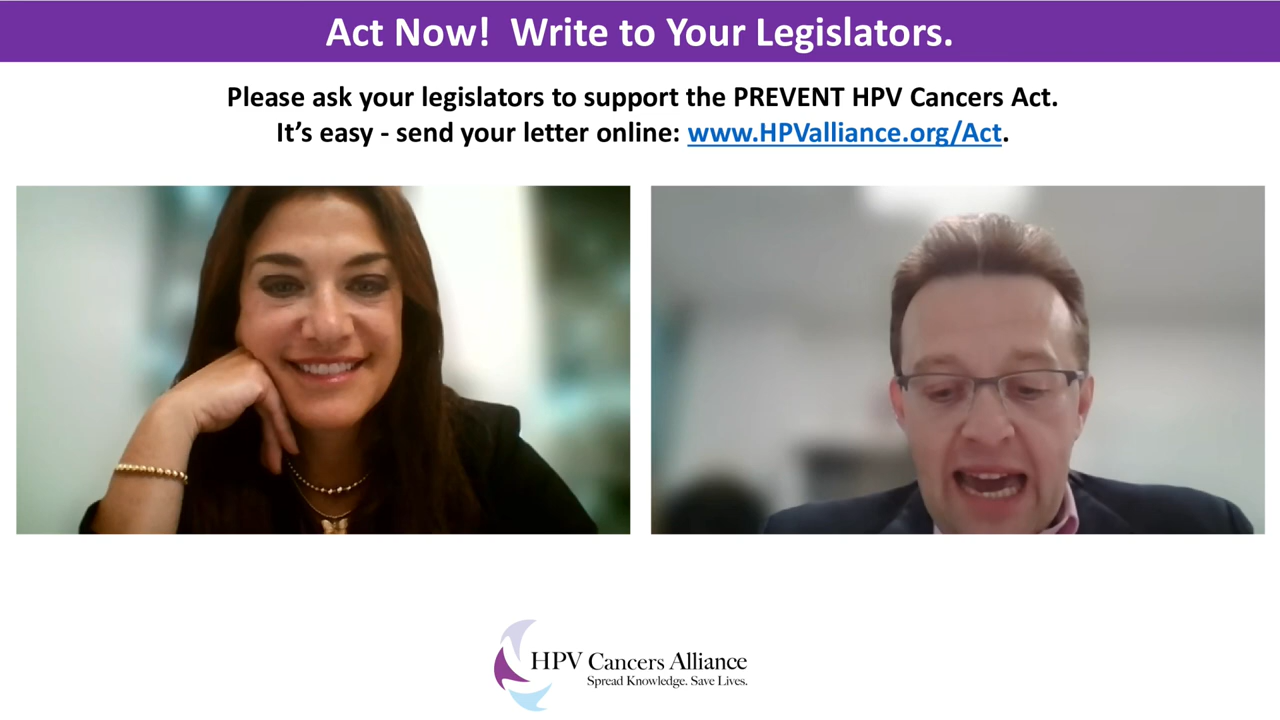 Act Now!  Write to Your Legislators.
Please ask your legislators to support the PREVENT HPV Cancers Act.
It’s easy - send your letter online: www.HPValliance.org/Act.
HPV Cancers Alliance
Spread Knowledge. Save Lives.